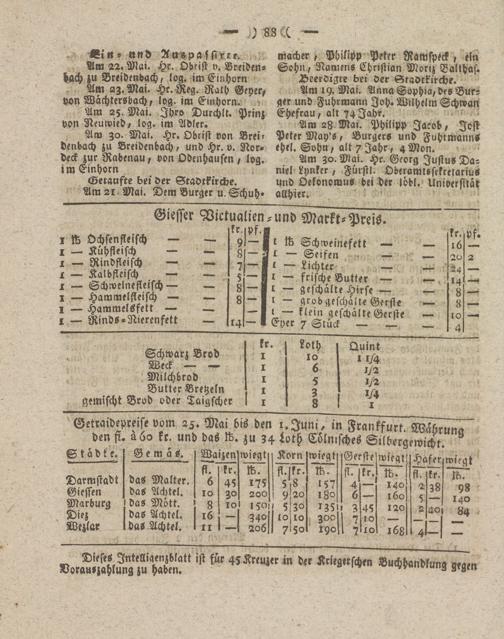 — )) 88 (( —
Ein- und Auspassirte.
Am 22. Mai. Hr. Obrist v. Breiden-
bach zu Breidenbach, log. im Einhorn
Am 23. Mai. Hr. Reg. Rath Geyer,
von Wächtersbach, log. im Einhorn.
Am 25. Mai. Ihro Durchlt. Prinz
von Neuwied, log. im Adler.
Am 30. Mai. Hr. Obrist von Brei-
denbach zu Breidenbach, und Hr. v. Nor-
deck zur Rabenau, von Odenhausen, log.
im Einhorn
Getaufte bei der Stadtkirche.
Am 21. Mai. Dem Burger u. Schuh-
macher, Philipp Peter Ramspeck, ein
Sohn, Namens Christian Moritz Balthas.
Beerdigte bei der Stadtkirche.
Am 19. Mai. Anna Sophia, des Bur-
ger und Fuhrmann Joh. Wilhelm Schwan
Ehefrau, alt 74 Jahr.
Am 28. Mai. Philipp Jacob, Jost
Peter May's, Burgers und Fuhrmanns
ehel. Sohn, alt 7 Jahr, 4 Mon.
Am 30. Mai. Hr. Georg Justus Da-
niel Lynker, Fürstl. Oberamtssekretarius
und Oekonomus bei der löbl. Universität
allhier.
Giesser Victualien- und Markt-Preis.
kr. pf.
1 lb Ochsenfleisch — — 9 —
1 — Kühfleisch — — 8 —
1 — Rindfleisch — — 7 —
1 — Kalbfleisch — — 5 —
1 — Schweinefleisch — — 8 —
1 — Hammelfleisch — — 8 —
1 — Hammelsfett — —
1 — Rinds-Nierenfett — 14 —
kr. pf.
1 lb Schweinefett — — 16 —
1 — Seifen — — 20 2
1 — Lichter — — 24 —
1 — frische Butter — — 14 —
1 — geschälte Hirse — — 8 —
1 — grobgeschälte Gerste — 8 —
1 — klein geschälte Gerste — 10 —
Eyer 7 Stück — — 4 —
kr. Loth Quint
Schwarz Brod 1 10 1 1/4
Weck — — 1 6 1/2
Milchbrod 1 5 1/2
Butter Bretzeln 1 3 1/4
gemischt Brod oder Taigscher 1 8 1
Getraidepreise vom 25. Mai bis den 1. Juni, in Frankfurt. Währung
den fl. à 60 kr. und das lb. zu 34 Loth Cölnisches Silbergewicht.
Städte. Gemäs. Waizen wiegt Korn wiegt Gerste wiegt Hafer wiegt
fl. kr. lb. fl. kr. lb. fl. kr. lb. fl. kr. lb.
Darmstadt das Malter. 6 45 175 5 8 157 4 — 140 2 38 98
Giessen das Achtel. 10 30 200 9 20 180 6 — 160 5 — 140
Marburg das Mött. 8 10 150 5 30 135 3 45 120 2 40 84
Diez das Achtel. 16 — 340 10 10 300 7 10 — — — —
Wezlar das Achtel. 11 — 206 7 50 190 7 10 168 4 — —
Dieses Intelligenzblatt ist für 45 Kreuzer in der Kriegerschen Buchhandlung gegen
Vorauszahlung zu haben.